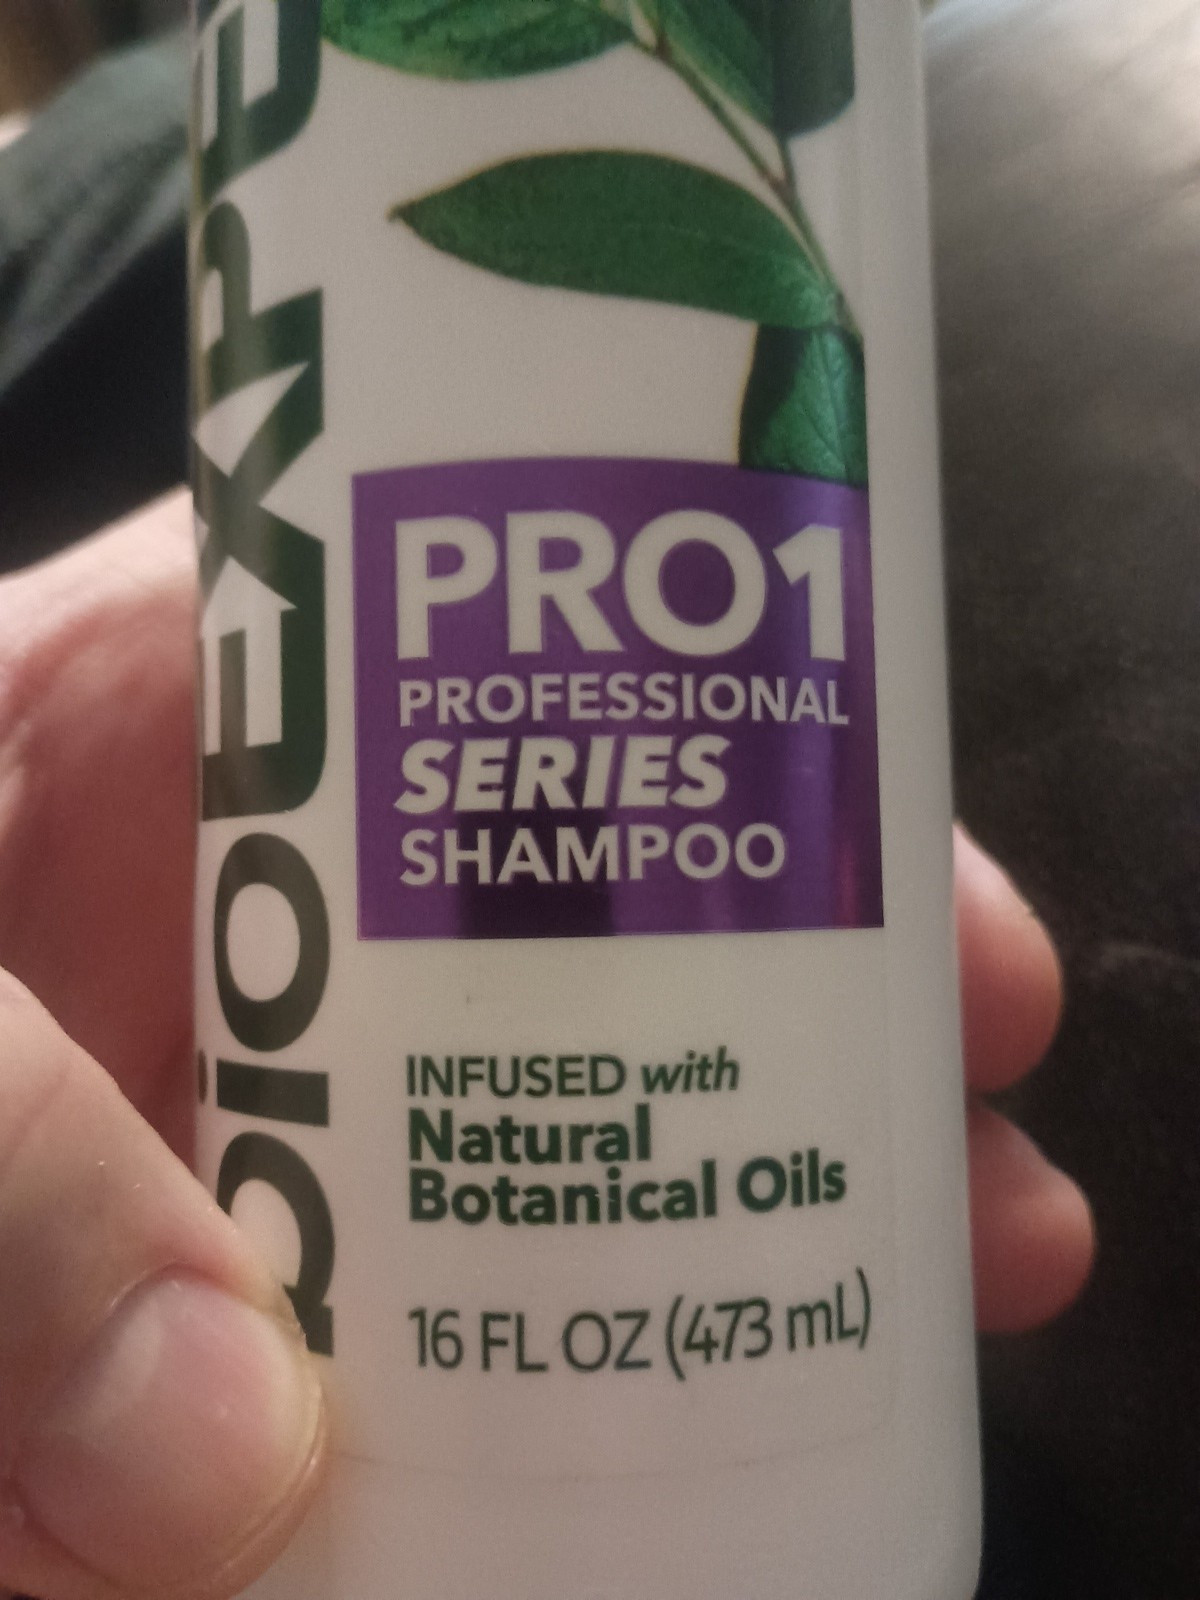 PRO1
PROFESSIONAL
SERIES
SHAMPOO
INFUSED with
Natural
Botanical Oils
16 FL OZ (473 mL)